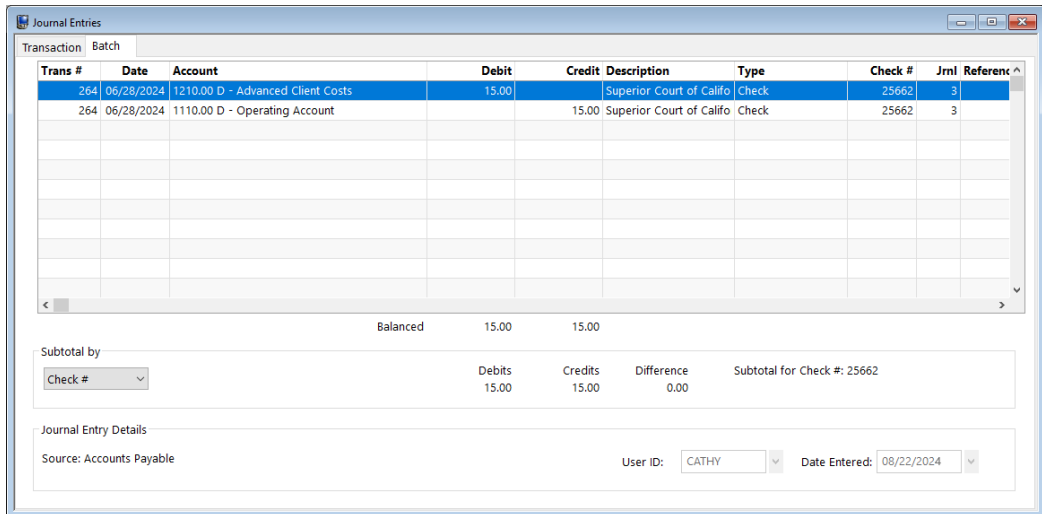 Journal Entries
Transaction Batch
Trans # Date Account Debit Credit Description Type Check # Jrnl Referenc
264 06/28/2024 1210.00 D - Advanced Client Costs 15.00 Superior Court of Califo Check 25662 3
264 06/28/2024 1110.00 D - Operating Account 15.00 Superior Court of Califo Check 25662 3
Balanced 15.00 15.00
Subtotal by
Check # Debits Credits Difference Subtotal for Check #: 25662
15.00 15.00 0.00
Journal Entry Details
Source: Accounts Payable User ID: CATHY Date Entered: 08/22/2024